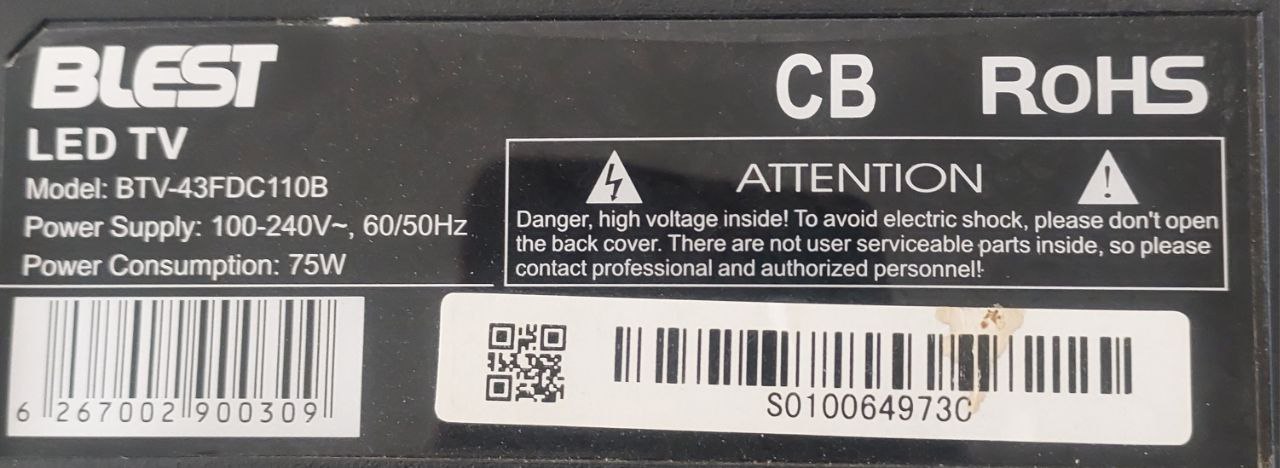 BLEST
CB
RoHS
LED TV
Model: BTV-43FDC110B
Power Supply: 100-240V~, 60/50Hz
Power Consumption: 75W
ATTENTION
Danger, high voltage inside! To avoid electric shock, please don't open
the back cover. There are not user serviceable parts inside, so please
contact professional and authorized personnel!
6 267002 900309
S010064973C